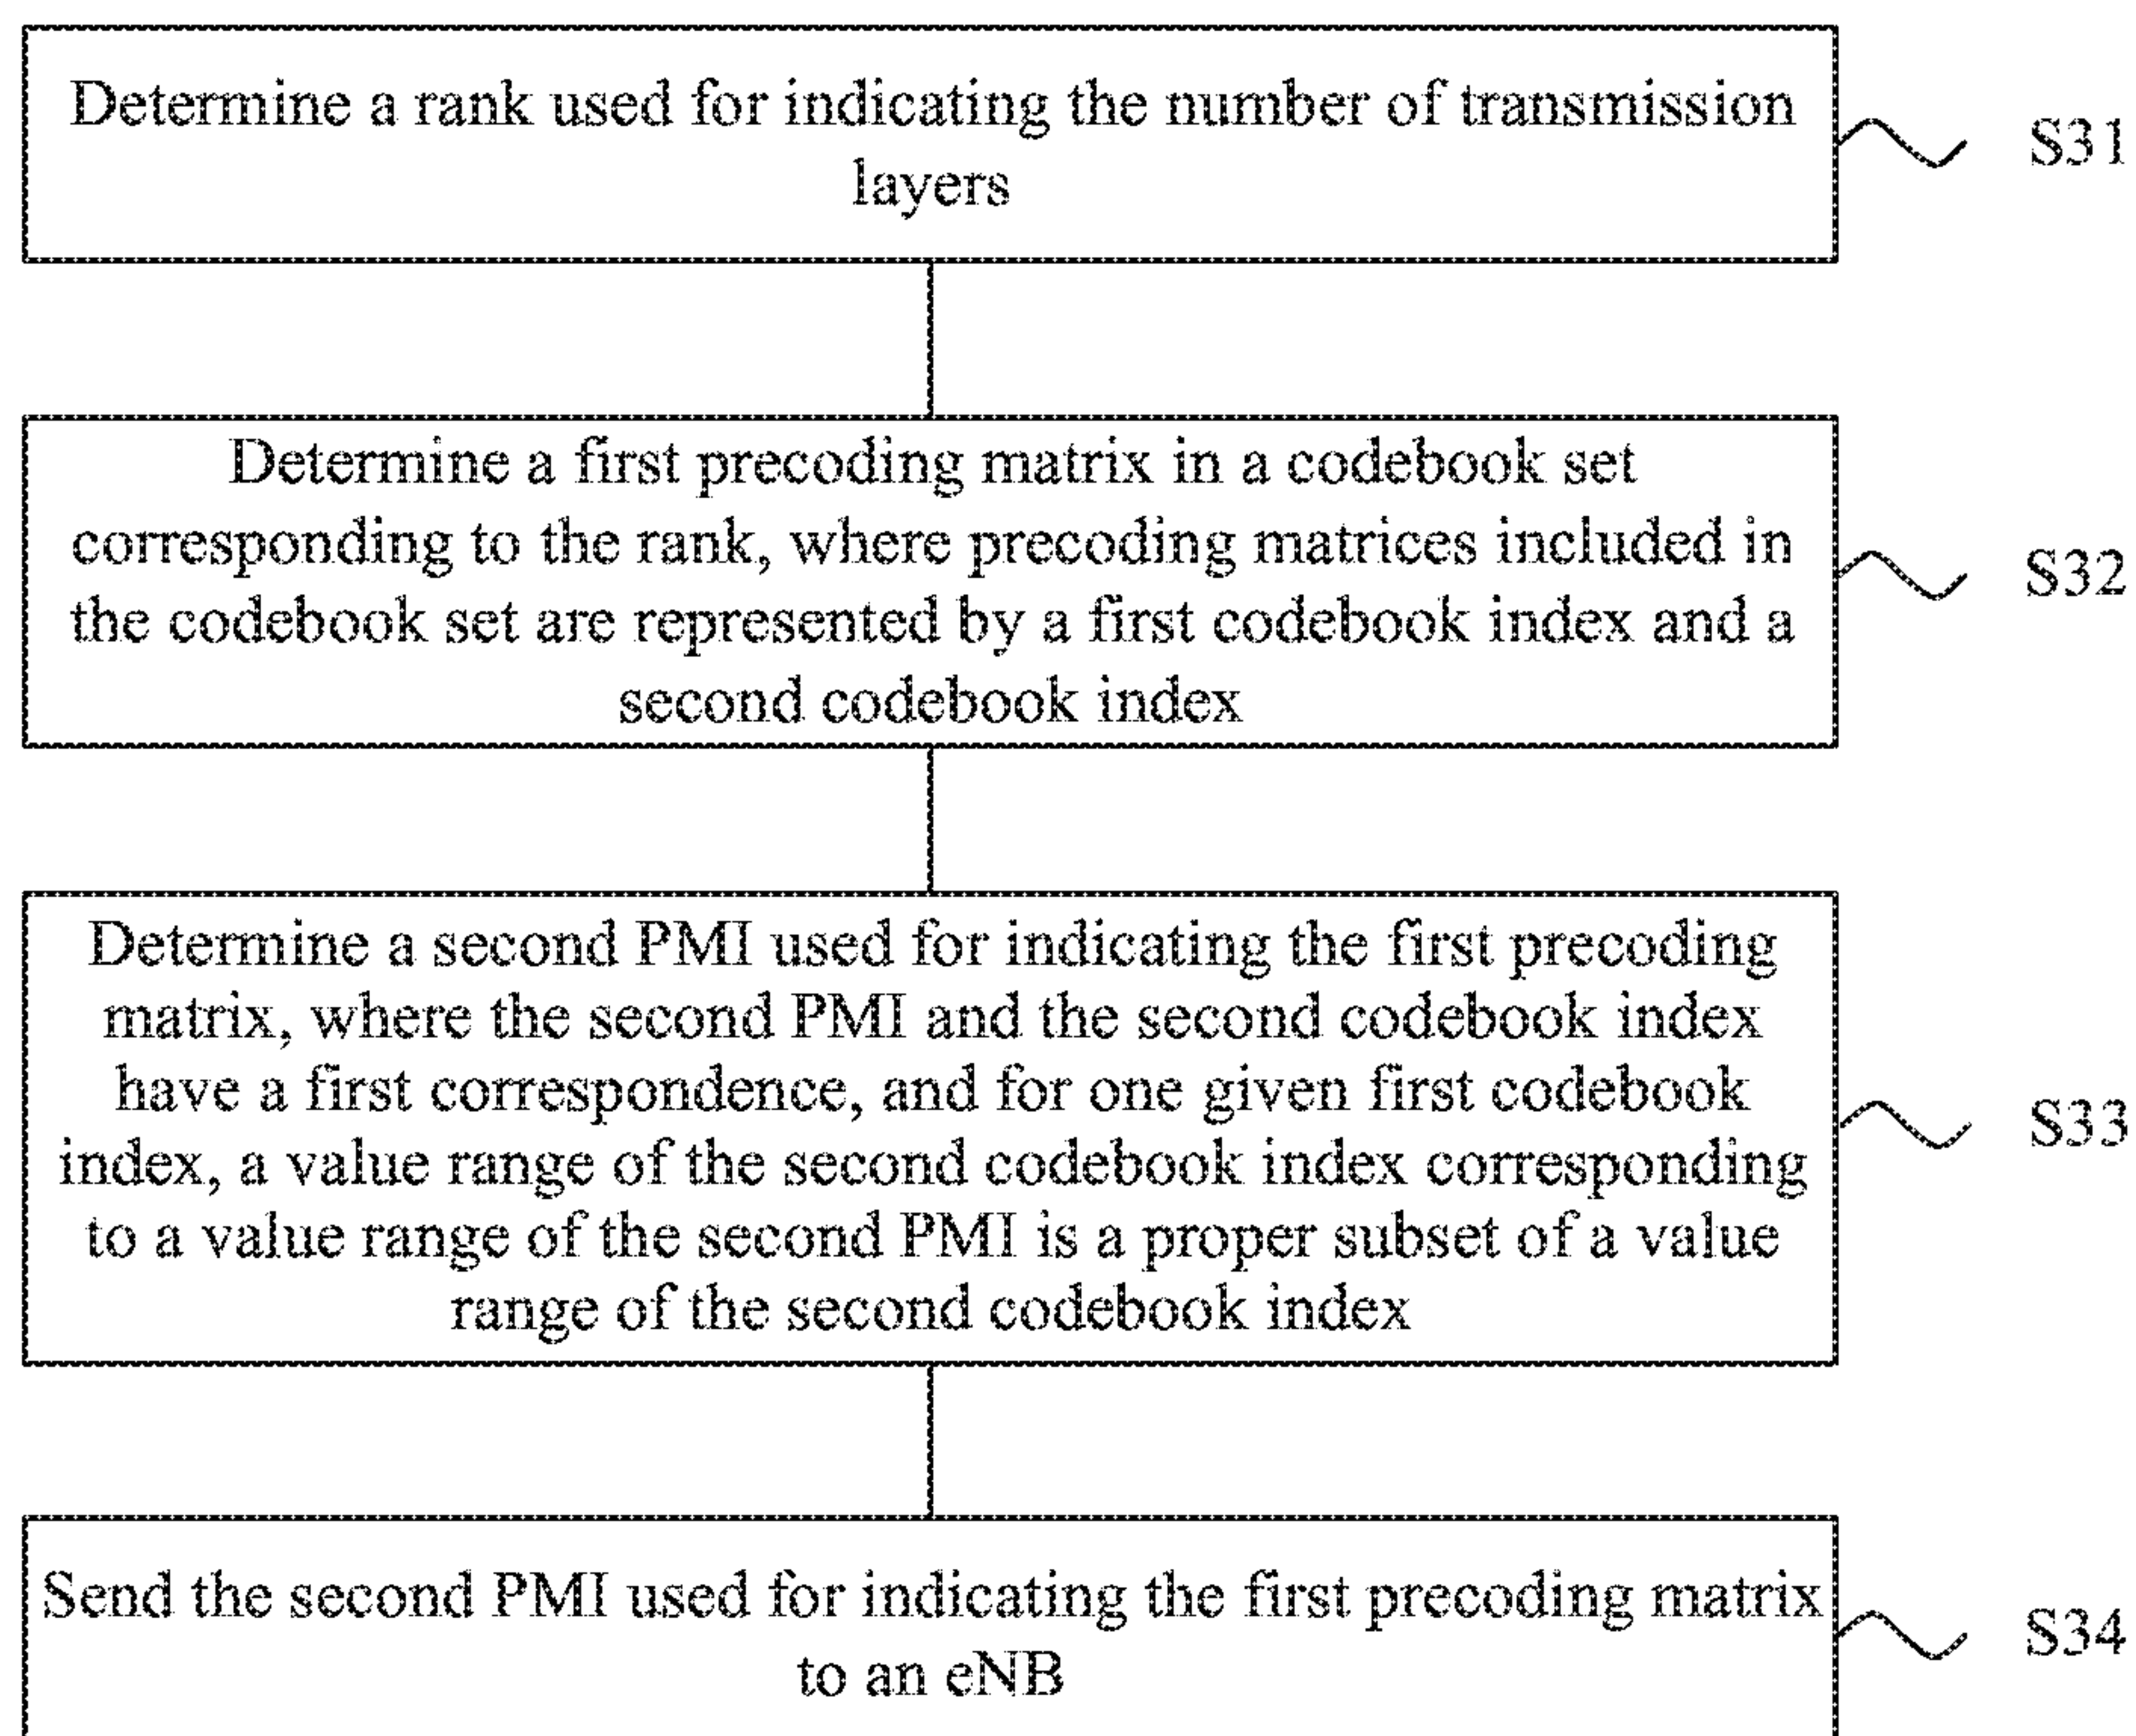 Determine a rank used for indicating the number of transmission
layers
S31
Determine a first precoding matrix in a codebook set
corresponding to the rank, where precoding matrices included in
the codebook set are represented by a first codebook index and a
second codebook index
S32
Determine a second PMI used for indicating the first precoding
matrix, where the second PMI and the second codebook index
have a first correspondence, and for one given first codebook
index, a value range of the second codebook index corresponding
to a value range of the second PMI is a proper subset of a value
range of the second codebook index
S33
Send the second PMI used for indicating the first precoding matrix
to an eNB
S34